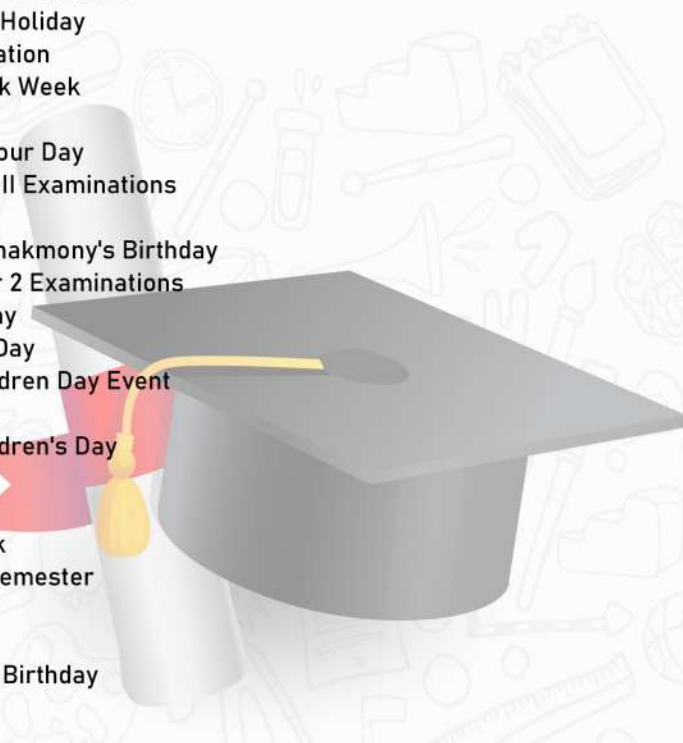 Holiday
ation
k Week
our Day
II Examinations
hakmony's Birthday
r 2 Examinations
ay
Day
dren Day Event
dren's Day
k
emester
Birthday